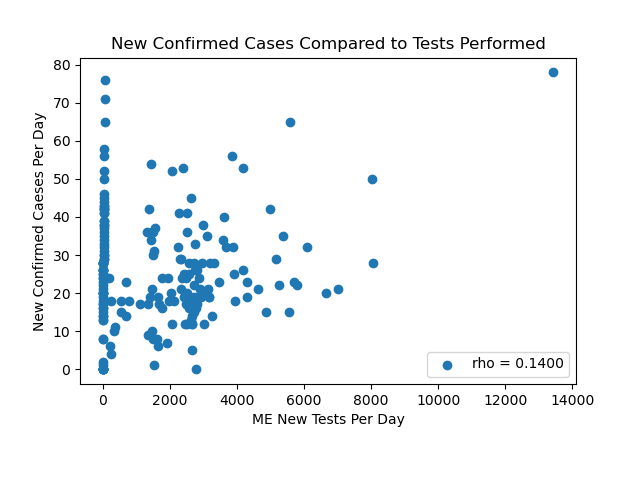 New Confirmed Cases Compared to Tests Performed
New Confirmed Caeses Per Day
80
70
60
50
40
30
20
10
0
rho = 0.1400
0 2000 4000 6000 8000 10000 12000 14000
ME New Tests Per Day